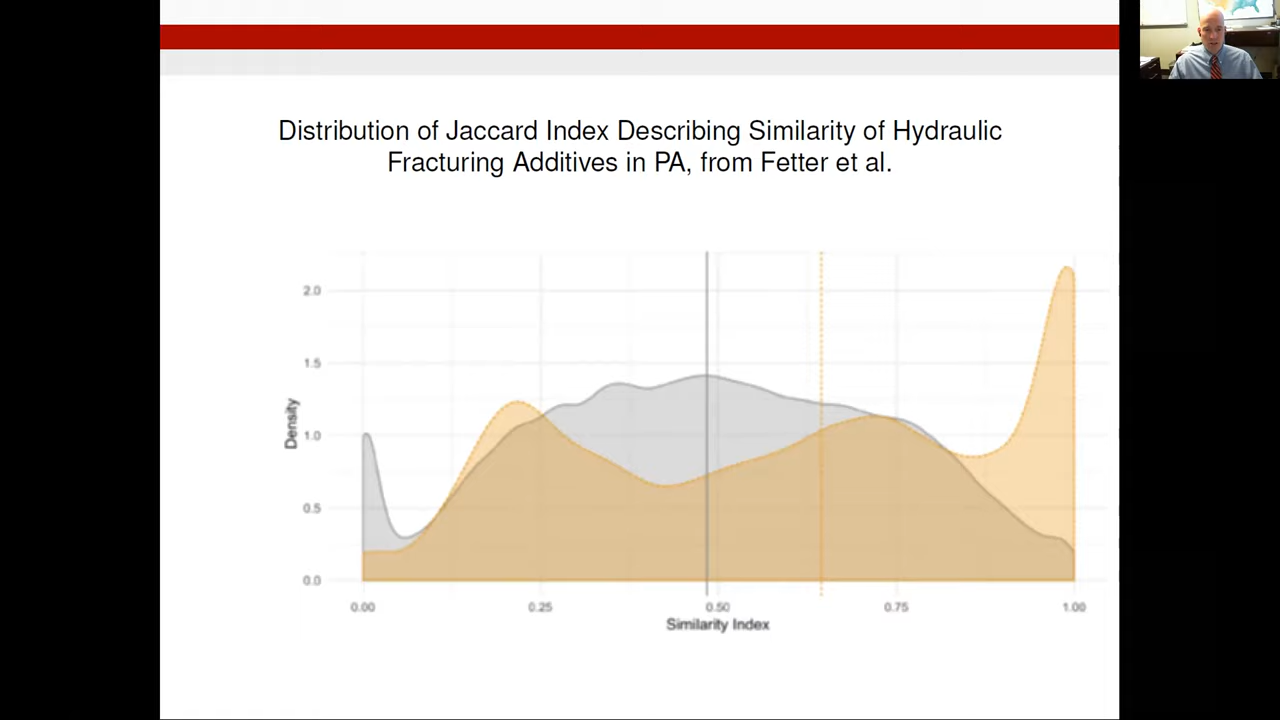 Distribution of Jaccard Index Describing Similarity of Hydraulic
Fracturing Additives in PA, from Fetter et al.
2.0
1.5
1.0
0.5
0.0
Density
0.00 0.25 0.50 0.75 1.00
Similarity Index